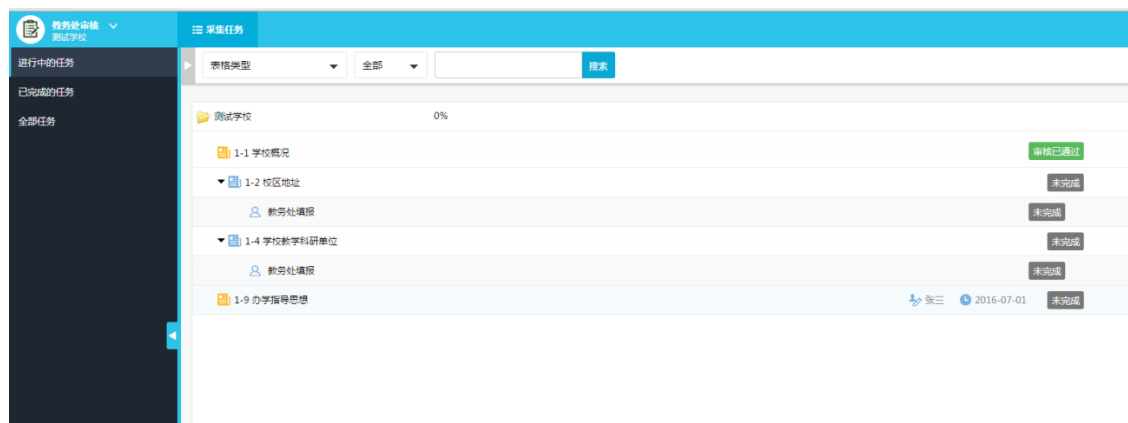 教务处审核
测试学校
采集任务
进行中的任务
已完成的任务
全部任务
表格类型 全部 搜索
测试学校 0%
1-1 学校概况 审核已通过
1-2 校区地址 未完成
教务处填报 未完成
1-4 学校教学科研单位 未完成
教务处填报 未完成
1-9 办学指导思想 张三 2016-07-01 未完成